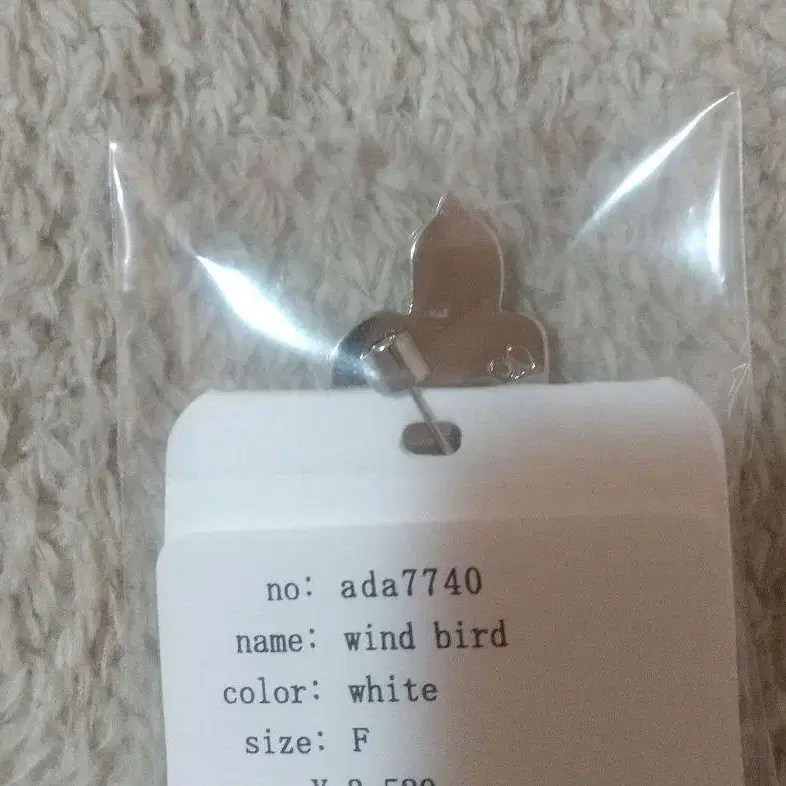 no: ada7740
name: wind bird
color: white
size: F